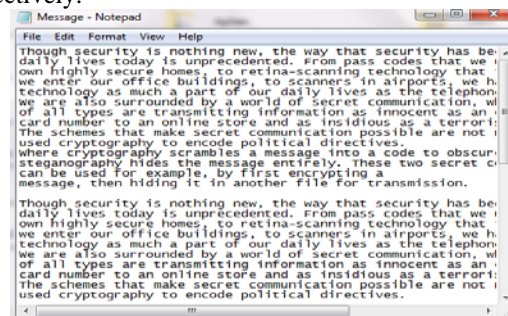 ectively.
Message - Notepad
File Edit Format View Help
Though security is nothing new, the way that security has be
daily lives today is unprecedented. From pass codes that we
own highly secure homes, to retina-scanning technology that
we enter our office buildings, to scanners in airports, we h
technology as much a part of our daily lives as the telephon
We are also surrounded by a world of secret communication, w
of all types are transmitting information as innocent as an
card number to an online store and as insidious as a terrori
The schemes that make secret communication possible are not
used cryptography to encode political directives.
where cryptography scrambles a message into a code to obscur
steganography hides the message entirely. These two secret c
can be used for example, by first encrypting a
message, then hiding it in another file for transmission.
Though security is nothing new, the way that security has be
daily lives today is unprecedented. From pass codes that we
own highly secure homes, to retina-scanning technology that
we enter our office buildings, to scanners in airports, we h
technology as much a part of our daily lives as the telephon
We are also surrounded by a world of secret communication, w
of all types are transmitting information as innocent as an
card number to an online store and as insidious as a terrori
The schemes that make secret communication possible are not
used cryptography to encode political directives.